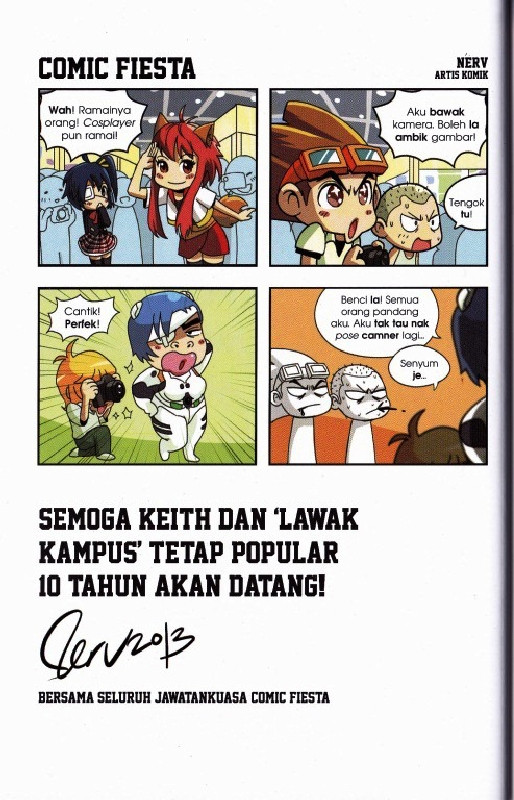 COMIC FIESTA
NERV
ARTIS KOMIK
Wah! Ramainya
orang! Cosplayer
pun ramai!
Aku bawak
kamera. Bolleh la
ambik gambar!
Tengok
tu!
Cantik!
Perfek!
Benci la! Semua
orang pandang
aku. Aku tak tau nak
pose camner lagi...
Senyum
je...
SEMOGA KEITH DAN 'LAWAK
KAMPUS' TETAP POPULAR
10 TAHUN AKAN DATANG!
Nerv 2013
BERSAMA SELURUH JAWATANKUASA COMIC FIESTA